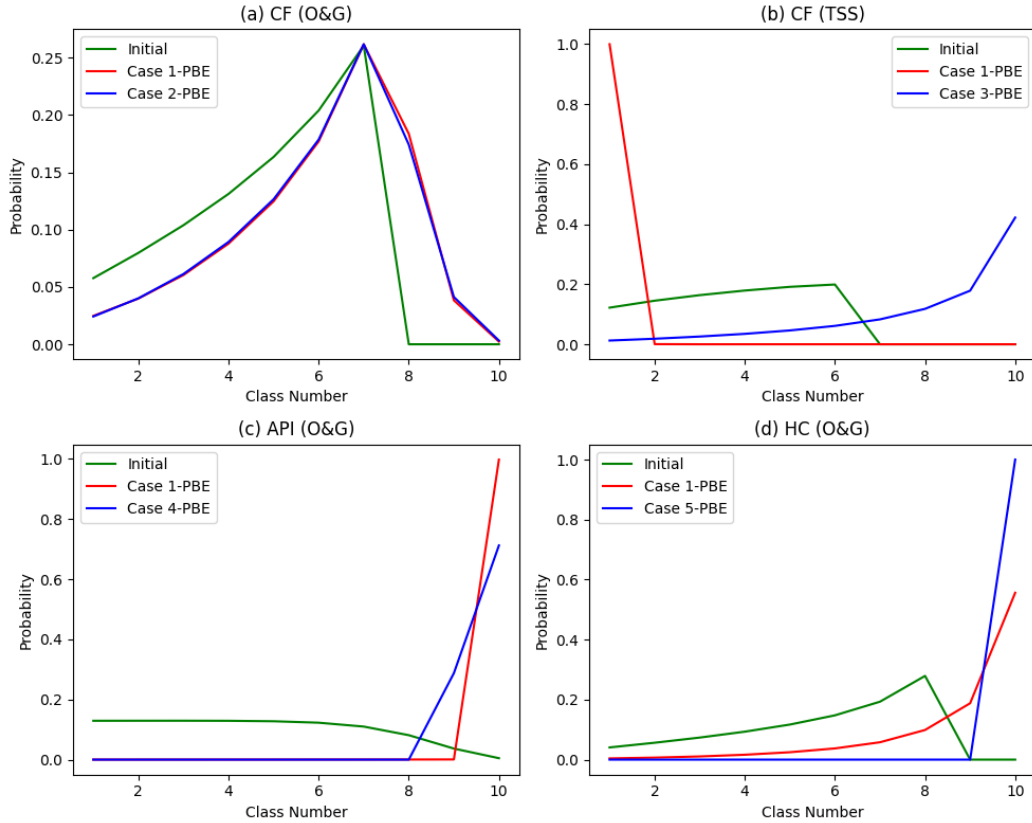 (a) CF (O&G)
Initial
Case 1-PBE
Case 2-PBE
Probability
0.25
0.20
0.15
0.10
0.05
0.00
2 4 6 8 10
Class Number
(b) CF (TSS)
Initial
Case 1-PBE
Case 3-PBE
Probability
1.0
0.8
0.6
0.4
0.2
0.0
2 4 6 8 10
Class Number
(c) API (O&G)
Initial
Case 1-PBE
Case 4-PBE
Probability
1.0
0.8
0.6
0.4
0.2
0.0
2 4 6 8 10
Class Number
(d) HC (O&G)
Initial
Case 1-PBE
Case 5-PBE
Probability
1.0
0.8
0.6
0.4
0.2
0.0
2 4 6 8 10
Class Number